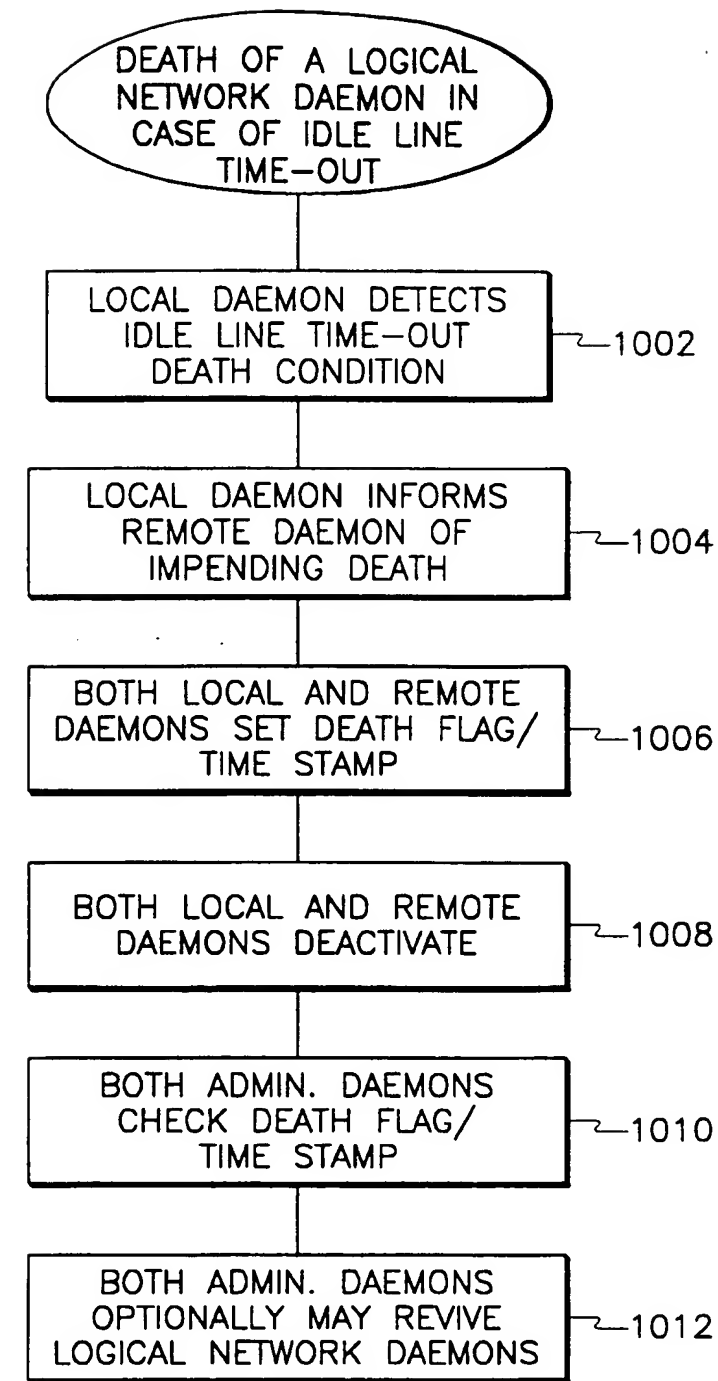 DEATH OF A LOGICAL
NETWORK DAEMON IN
CASE OF IDLE LINE
TIME-OUT
LOCAL DAEMON DETECTS
IDLE LINE TIME-OUT
DEATH CONDITION
1002
LOCAL DAEMON INFORMS
REMOTE DAEMON OF
IMPENDING DEATH
1004
BOTH LOCAL AND REMOTE
DAEMONS SET DEATH FLAG/
TIME STAMP
1006
BOTH LOCAL AND REMOTE
DAEMONS DEACTIVATE
1008
BOTH ADMIN. DAEMONS
CHECK DEATH FLAG/
TIME STAMP
1010
BOTH ADMIN. DAEMONS
OPTIONALLY MAY REVIVE
LOGICAL NETWORK DAEMONS
1012